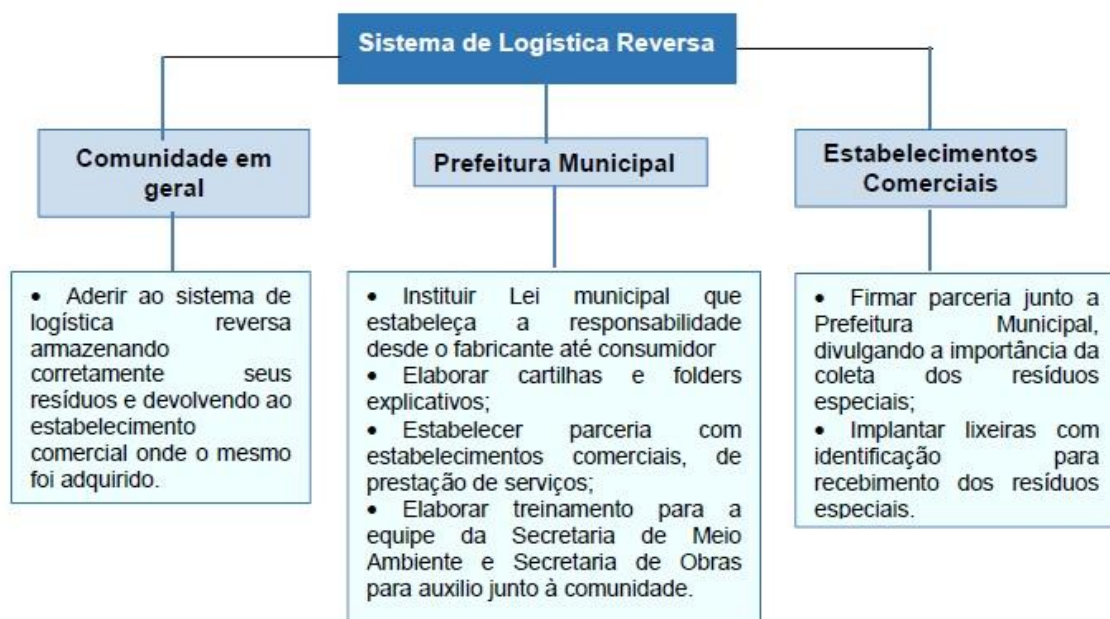 Sistema de Logística Reversa
Comunidade em
geral
Prefeitura Municipal
Estabelecimentos
Comerciais
• Aderir ao sistema de
logística reversa
armazenando
corretamente seus
resíduos e devolvendo ao
estabelecimento
comercial onde o mesmo
foi adquirido.
• Instituir Lei municipal que
estabeleça a responsabilidade
desde o fabricante até consumidor
• Elaborar cartilhas e folders
explicativos;
• Estabelecer parceria com
estabelecimentos comerciais, de
prestação de serviços;
• Elaborar treinamento para a
equipe da Secretaria de Meio
Ambiente e Secretaria de Obras
para auxilio junto à comunidade.
• Firmar parceria junto a
Prefeitura Municipal,
divulgando a importância da
coleta dos resíduos
especiais;
• Implantar lixeiras com
identificação para
recebimento dos resíduos
especiais.